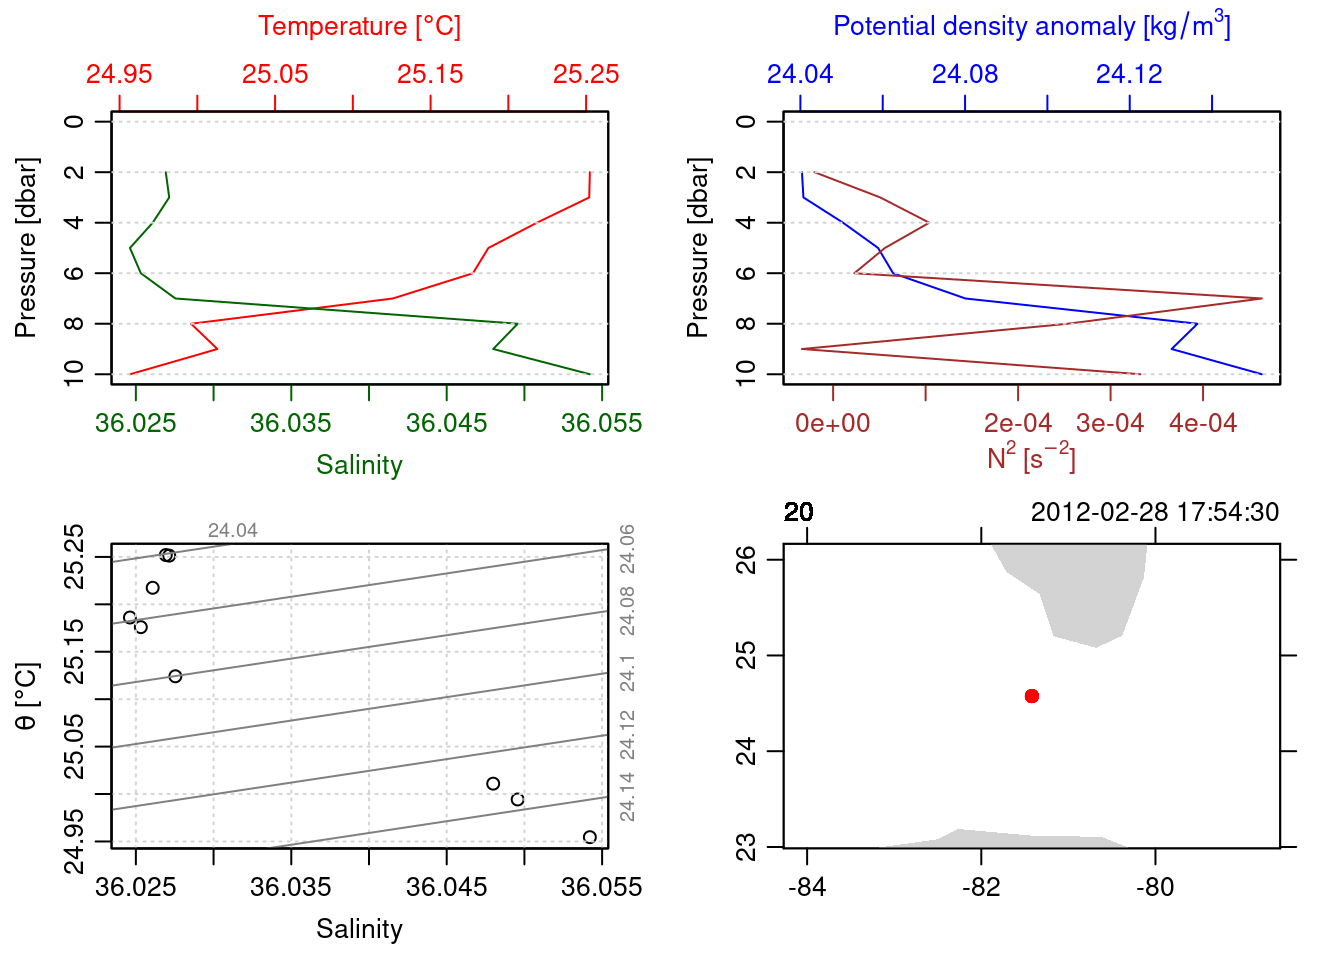 Temperature [°C]
24.95 25.05 25.15 25.25
Pressure [dbar]
0
2
4
6
8
10
36.025 36.035 36.045 36.055
Salinity
Potential density anomaly [kg/m³]
24.04 24.08 24.12
Pressure [dbar]
0
2
4
6
8
10
0e+00 2e-04 3e-04 4e-04
N² [s⁻²]
24.04
θ [°C]
25.25
25.15
25.05
24.95
24.06
24.08
24.1
24.12
24.14
36.025 36.035 36.045 36.055
Salinity
20 2012-02-28 17:54:30
26
25
24
23
-84 -82 -80